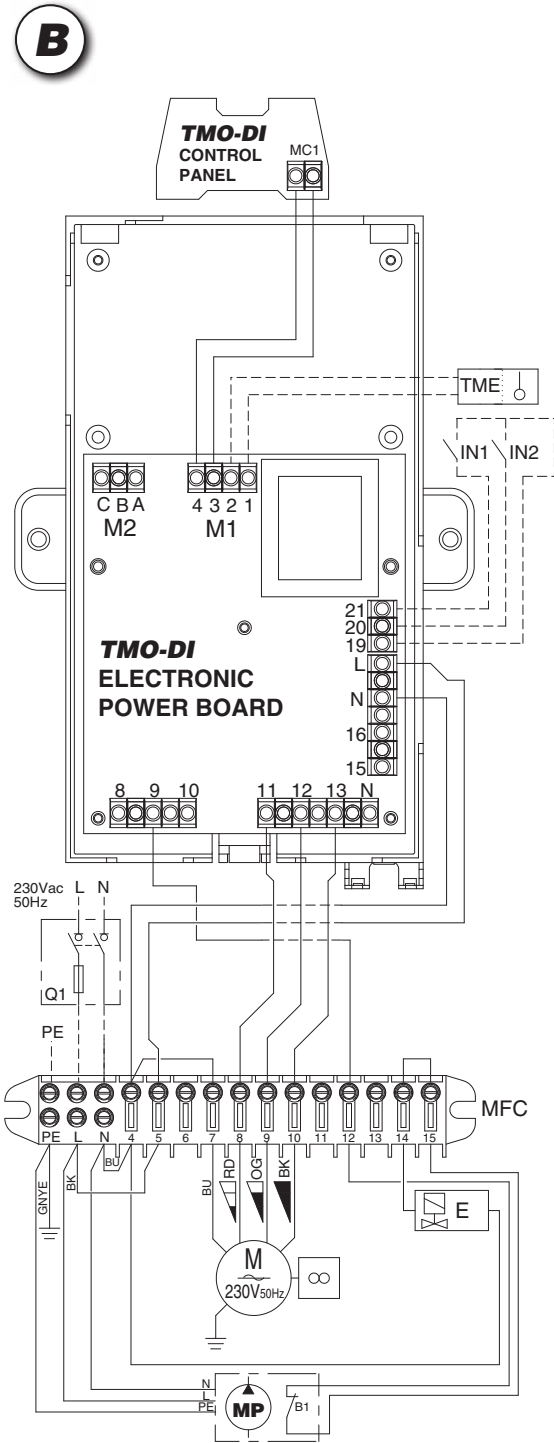 B
TMO-DI
CONTROL
PANEL
MC1
TME
IN1 IN2
C B A
M2
4 3 2 1
M1
21
20
19
L
N
16
15
TMO-DI
ELECTRONIC
POWER BOARD
8 9 10
11 12 13 N
230Vac
50Hz
L N
Q1
PE
MFC
PE L N 4 5 6 7 8 9 10 11 12 13 14 15
GNYE
BK
BU
BU
RD
OG
BK
E
M
230V50Hz
N
L
PE
MP
B1